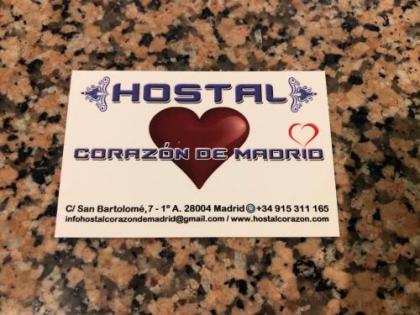 HOSTAL
CORAZÓN DE MADRID
C/ San Bartolomé, 7 - 1º A. 28004 Madrid +34 915 311 165
infohostalcorazondemadrid@gmail.com / www.hostalcorazon.com